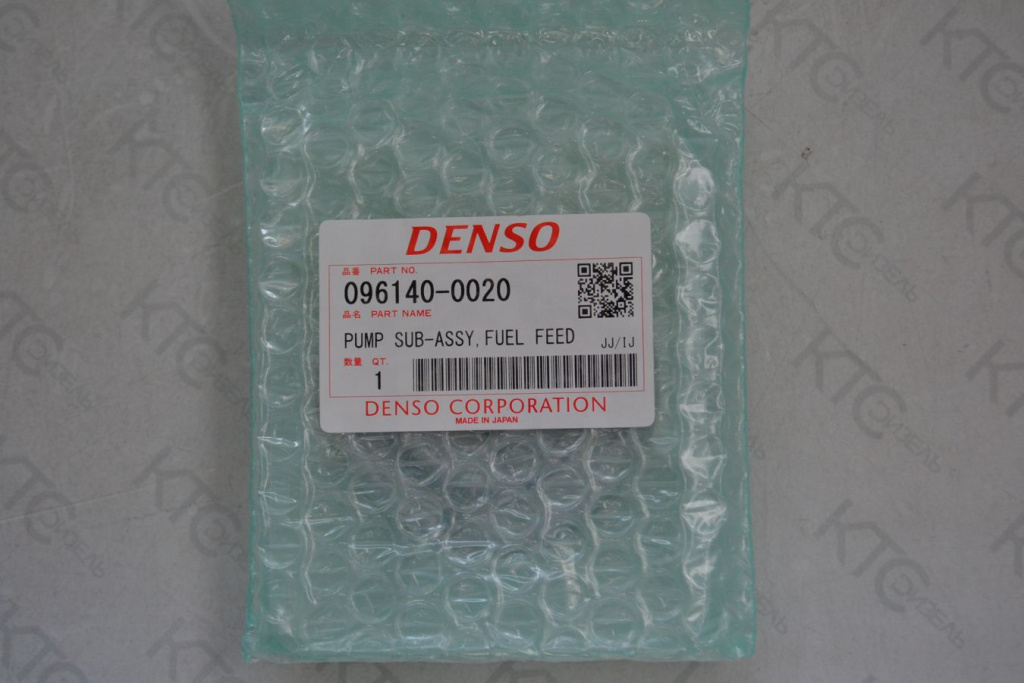 DENSO
品番 PART NO.
096140-0020
品名 PART NAME
PUMP SUB-ASSY,FUEL FEED JJ/IJ
数量 QT.
1
DENSO CORPORATION
MADE IN JAPAN